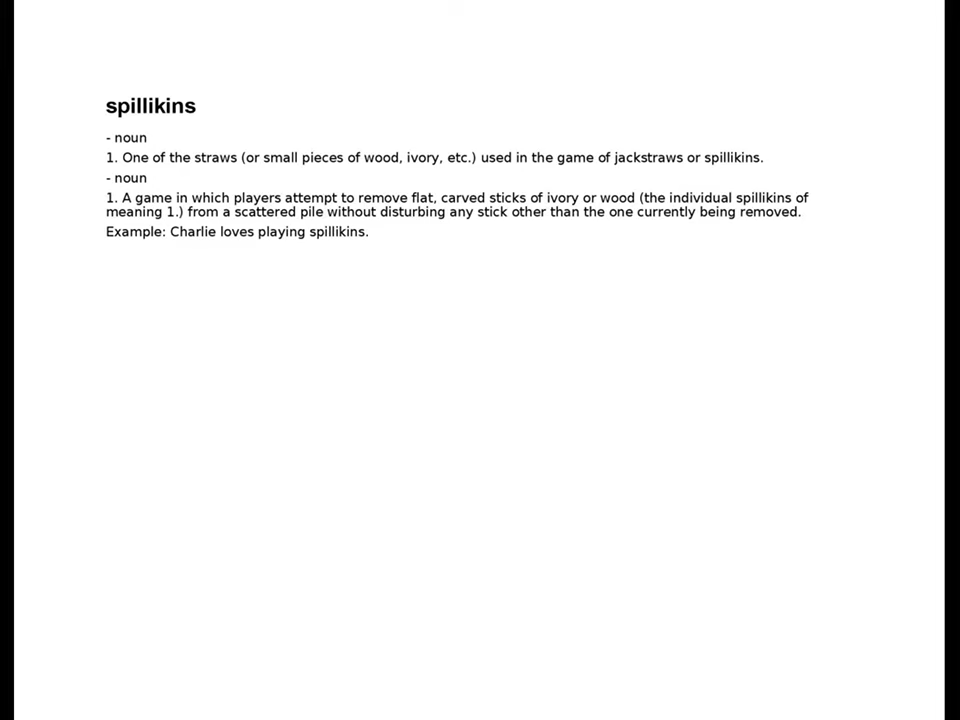 spillikins
- noun
1. One of the straws (or small pieces of wood, ivory, etc.) used in the game of jackstraws or spillikins.
- noun
1. A game in which players attempt to remove flat, carved sticks of ivory or wood (the individual spillikins of
meaning 1.) from a scattered pile without disturbing any stick other than the one currently being removed.
Example: Charlie loves playing spillikins.